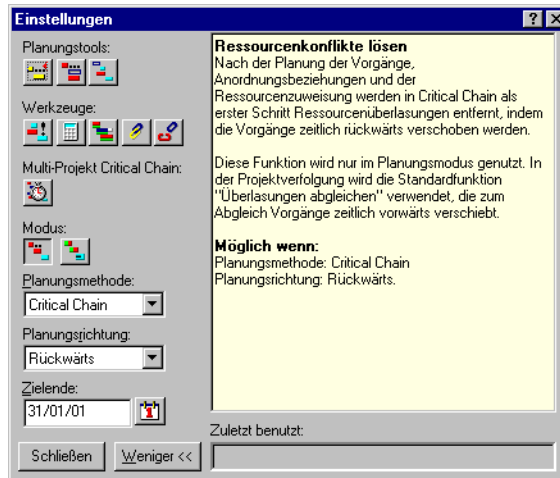 Einstellungen
Planungstools:
Werkzeuge:
Multi-Projekt Critical Chain:
Modus:
Planungsmethode:
Critical Chain
Planungsrichtung:
Rückwärts
Zielende:
31/01/01
Schließen
Weniger <<
Ressourcenkonflikte lösen
Nach der Planung der Vorgänge,
Anordnungsbeziehungen und der
Ressourcenzuweisung werden in Critical Chain als
erster Schritt Ressourcenüberlasungen entfernt, indem
die Vorgänge zeitlich rückwärts verschoben werden.
Diese Funktion wird nur im Planungsmodus genutzt. In
der Projektverfolgung wird die Standardfunktion
"Überlasungen abgleichen" verwendet, die zum
Abgleich Vorgänge zeitlich vorwärts verschiebt.
Möglich wenn:
Planungsmethode: Critical Chain
Planungsrichtung: Rückwärts.
Zuletzt benutzt: